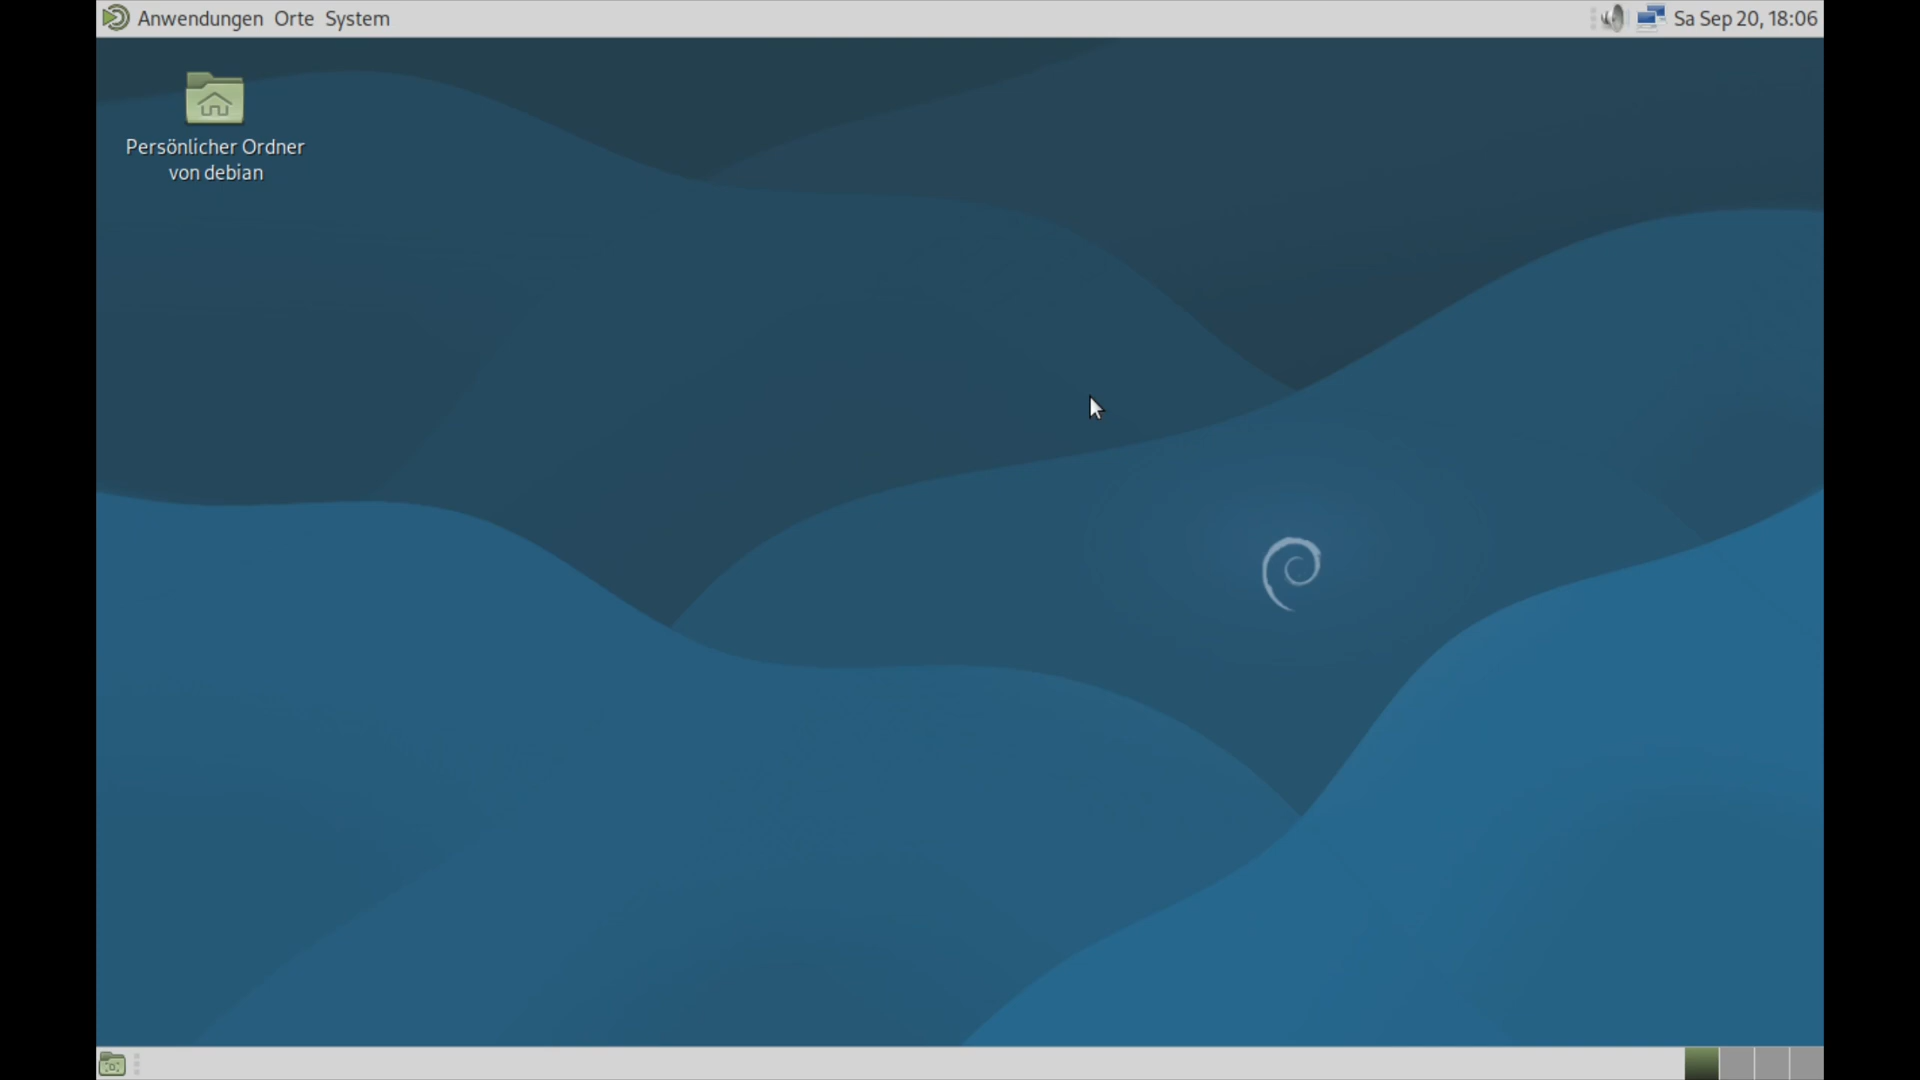 Anwendungen Orte System
Sa Sep 20, 18:06
Persönlicher Ordner
von debian